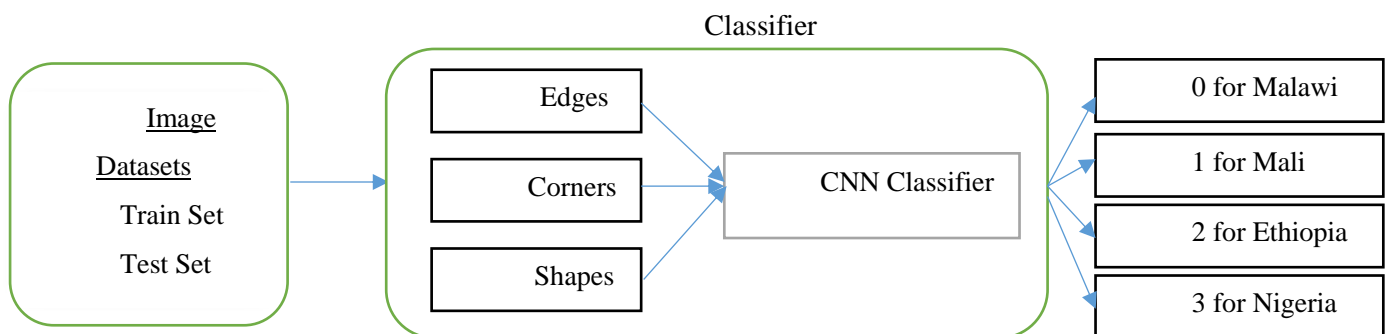 Classifier
Image
Datasets
Train Set
Test Set
Edges
Corners
Shapes
CNN Classifier
0 for Malawi
1 for Mali
2 for Ethiopia
3 for Nigeria